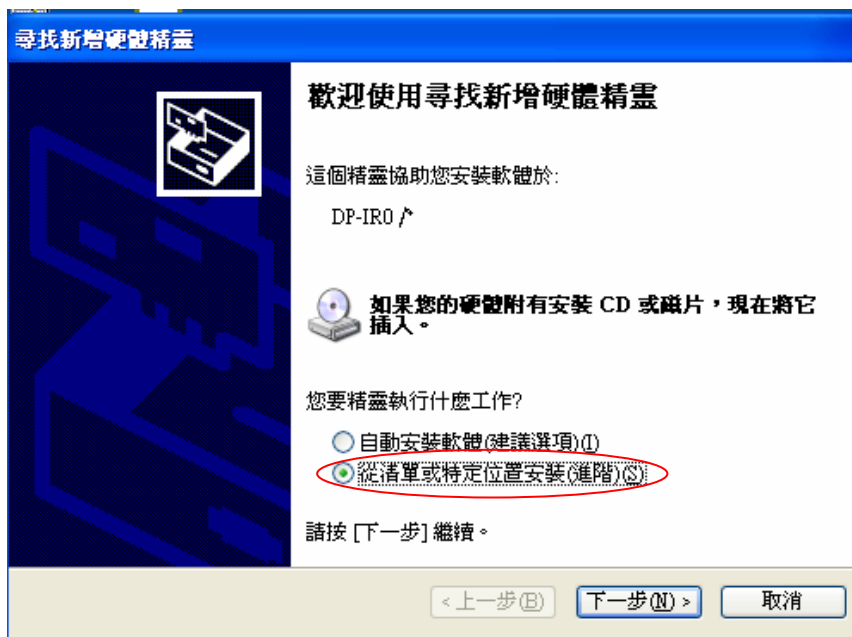 尋找新增硬體精靈
歡迎使用尋找新增硬體精靈
這個精靈協助您安裝軟體於:
DP-IR0
如果您的硬體附有安裝 CD 或磁片，現在將它
插入。
您要精靈執行什麼工作?
自動安裝軟體(建議選項)(I)
從清單或特定位置安裝(進階)(S)
請按 [下一步] 繼續。
<上一步(B) 下一步(N) > 取消